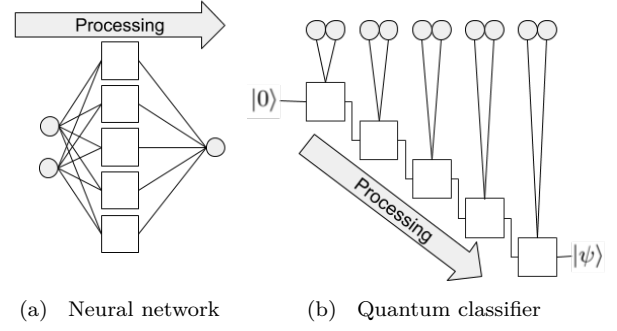 Processing
|0⟩
Processing
|ψ⟩
(a) Neural network
(b) Quantum classifier